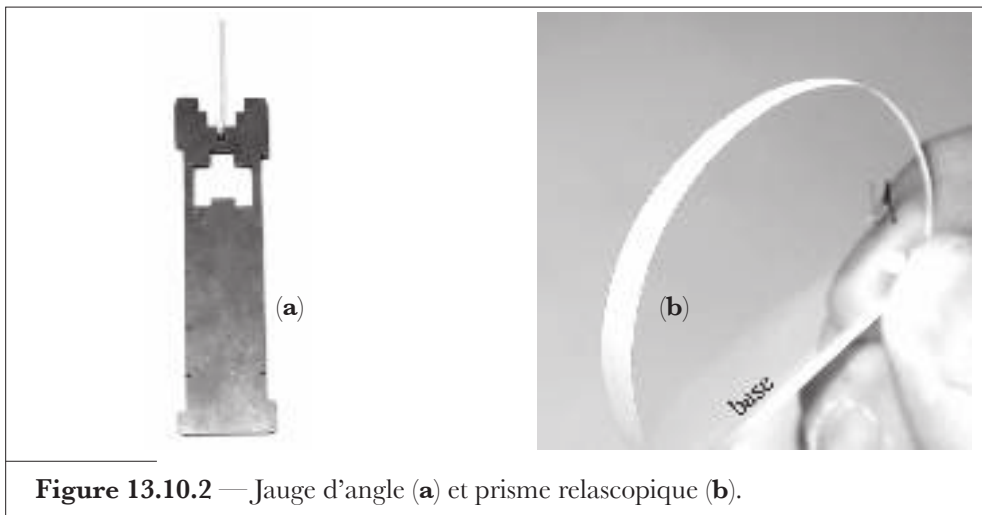 (a)
(b)
base
Figure 13.10.2 — Jauge d'angle (a) et prisme relascopique (b).